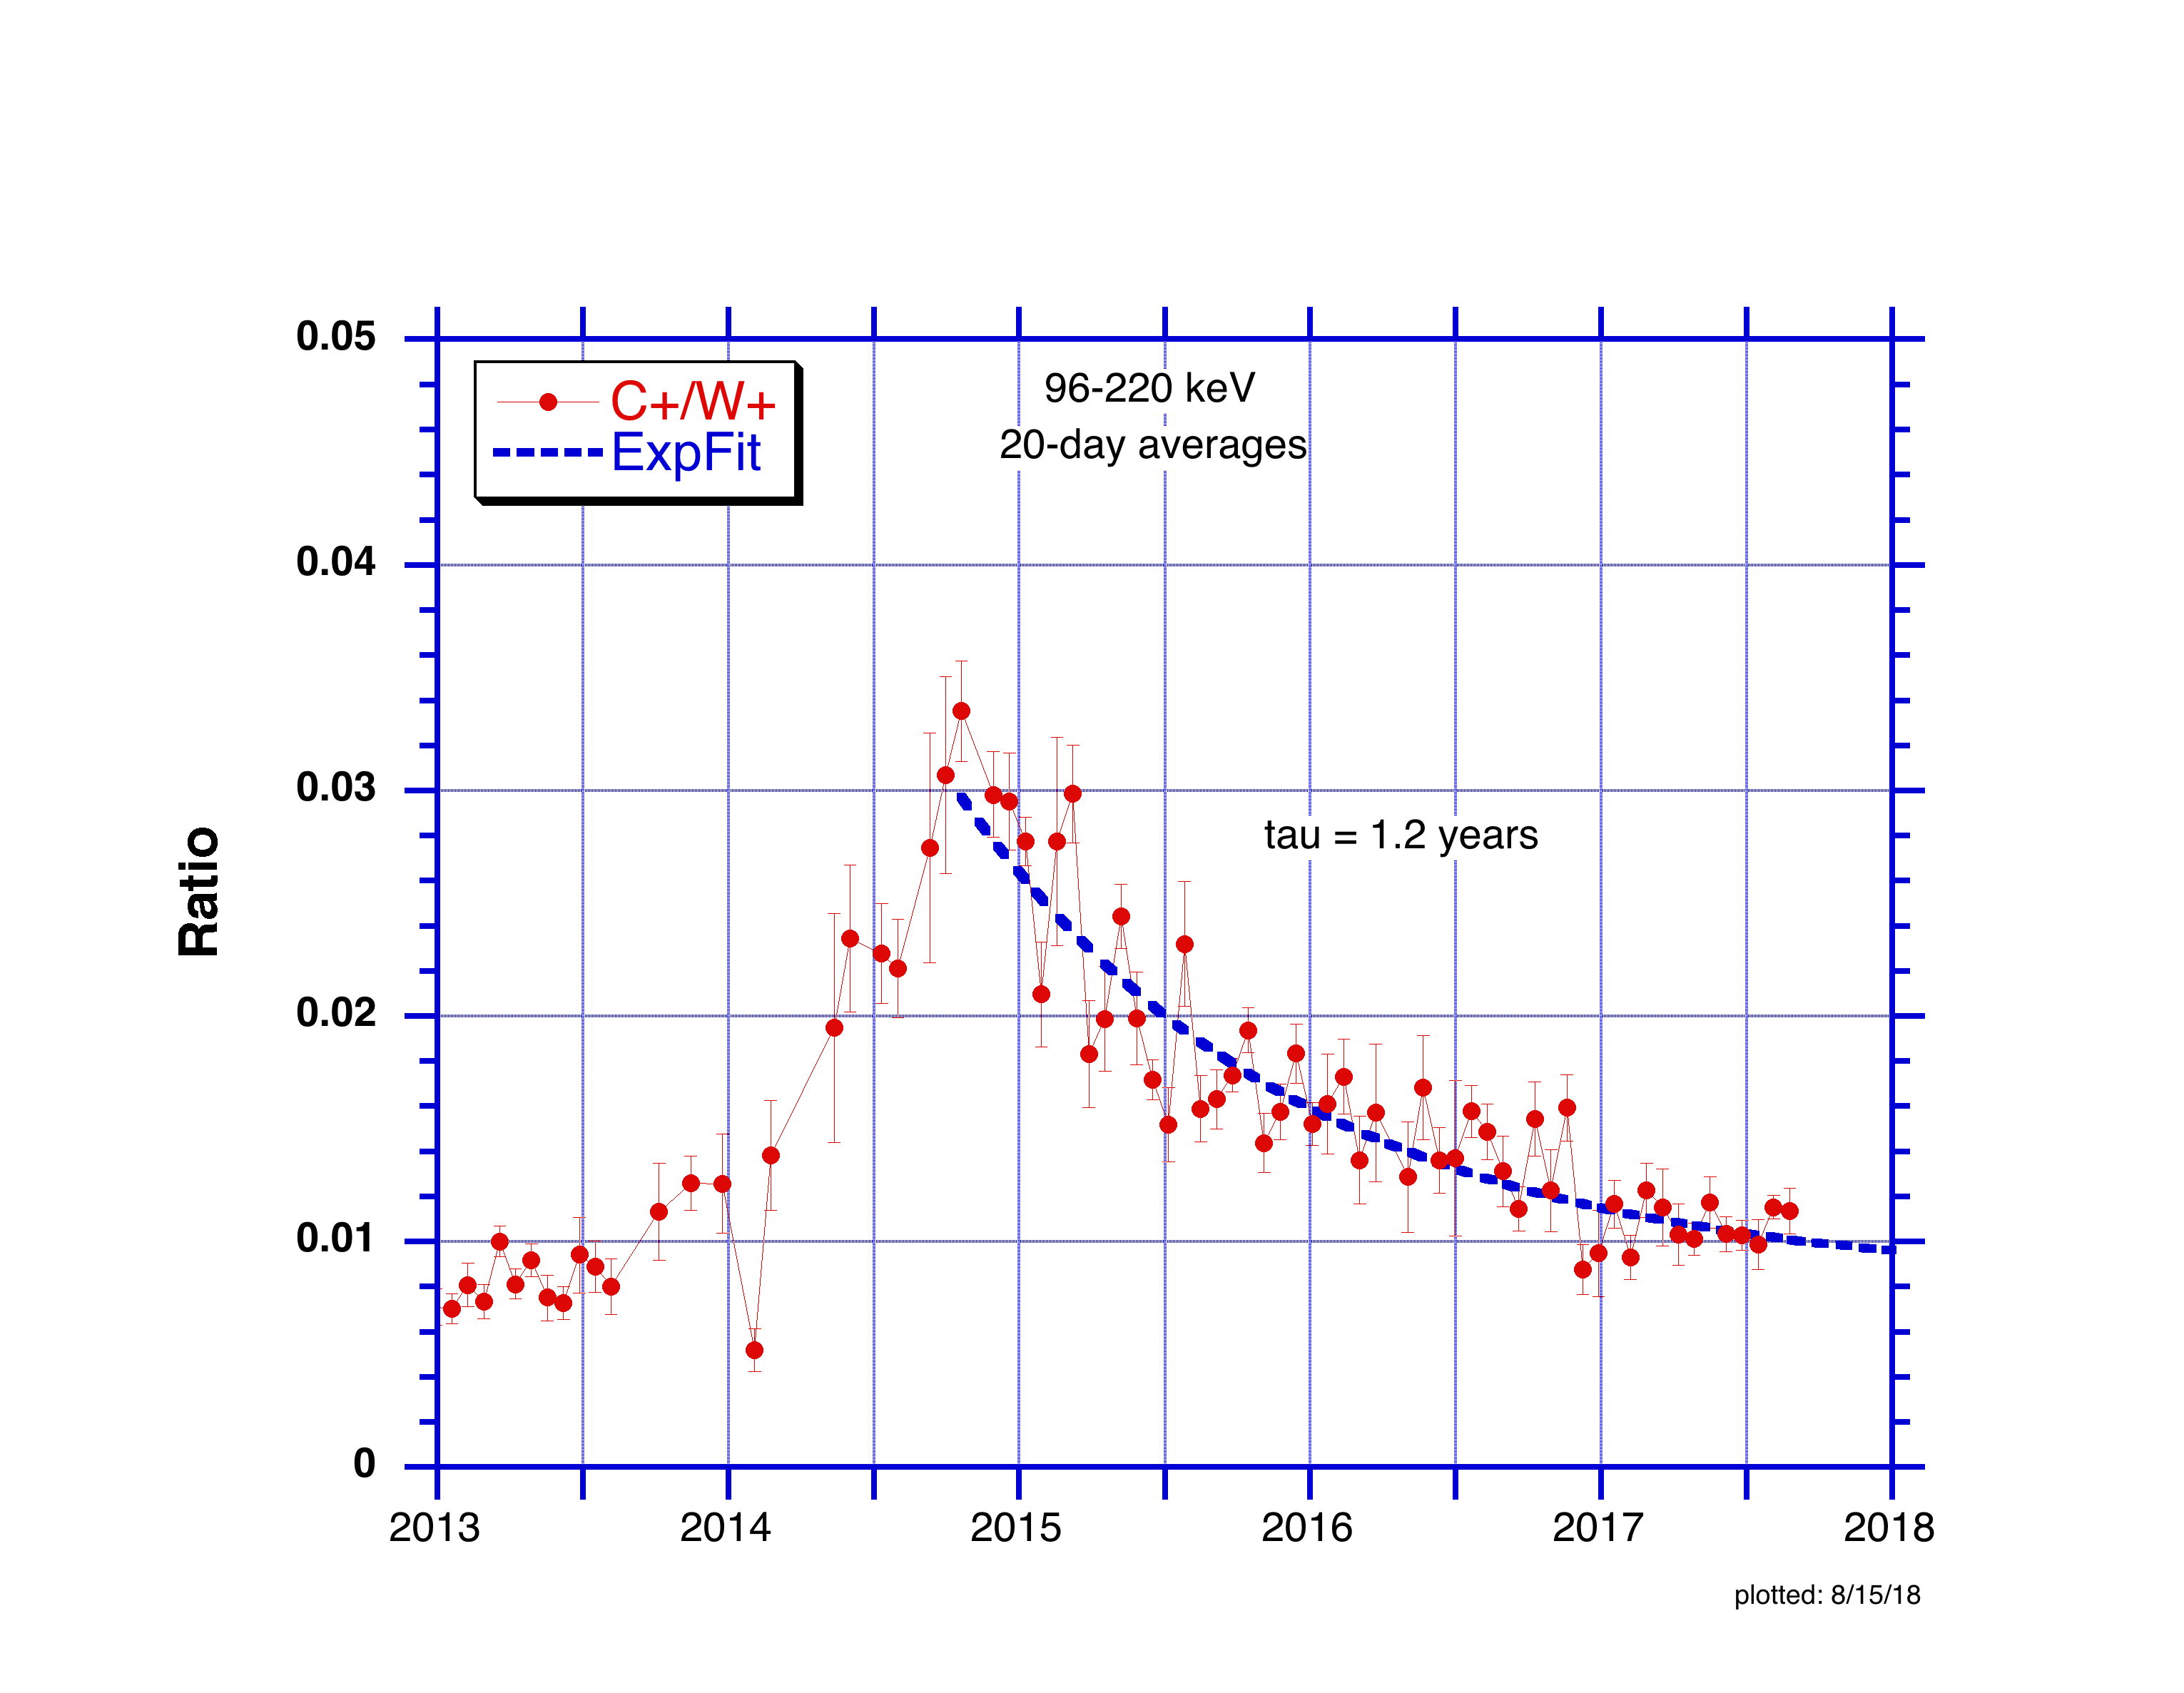 0.05
0.04
0.03
0.02
0.01
0
Ratio
C+/W+
ExpFit
96-220 keV
20-day averages
tau = 1.2 years
2013 2014 2015 2016 2017 2018
plotted: 8/15/18